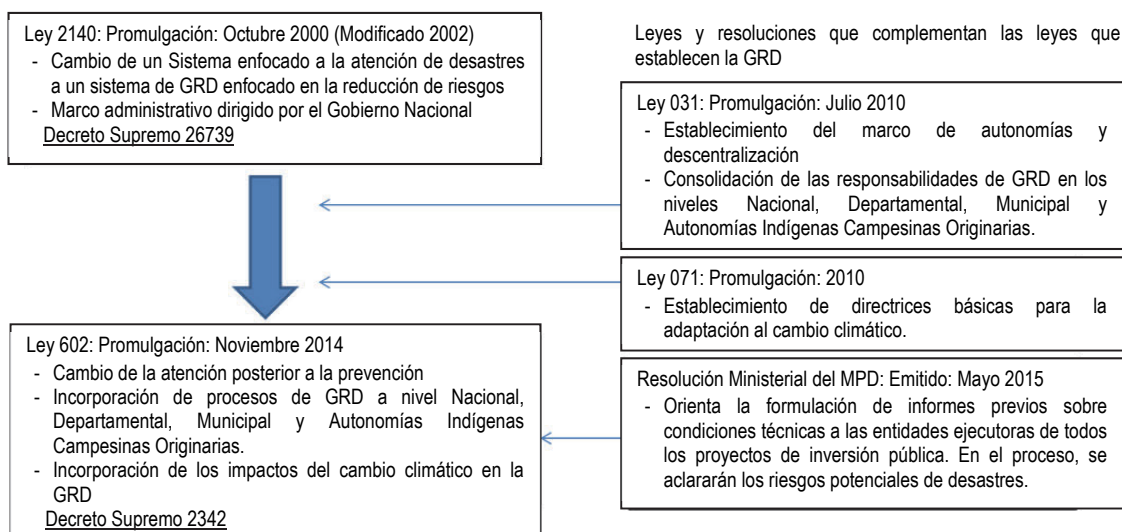 Ley 2140: Promulgación: Octubre 2000 (Modificado 2002)
- Cambio de un Sistema enfocado a la atención de desastres
a un sistema de GRD enfocado en la reducción de riesgos
- Marco administrativo dirigido por el Gobierno Nacional
Decreto Supremo 26739
Ley 602: Promulgación: Noviembre 2014
- Cambio de la atención posterior a la prevención
- Incorporación de procesos de GRD a nivel Nacional,
Departamental, Municipal y Autonomías Indígenas
Campesinas Originarias.
- Incorporación de los impactos del cambio climático en la
GRD
Decreto Supremo 2342
Leyes y resoluciones que complementan las leyes que
establecen la GRD
Ley 031: Promulgación: Julio 2010
- Establecimiento del marco de autonomías y
descentralización
- Consolidación de las responsabilidades de GRD en los
niveles Nacional, Departamental, Municipal y
Autonomías Indígenas Campesinas Originarias.
Ley 071: Promulgación: 2010
- Establecimiento de directrices básicas para la
adaptación al cambio climático.
Resolución Ministerial del MPD: Emitido: Mayo 2015
- Orienta la formulación de informes previos sobre
condiciones técnicas a las entidades ejecutoras de todos
los proyectos de inversión pública. En el proceso, se
aclararán los riesgos potenciales de desastres.